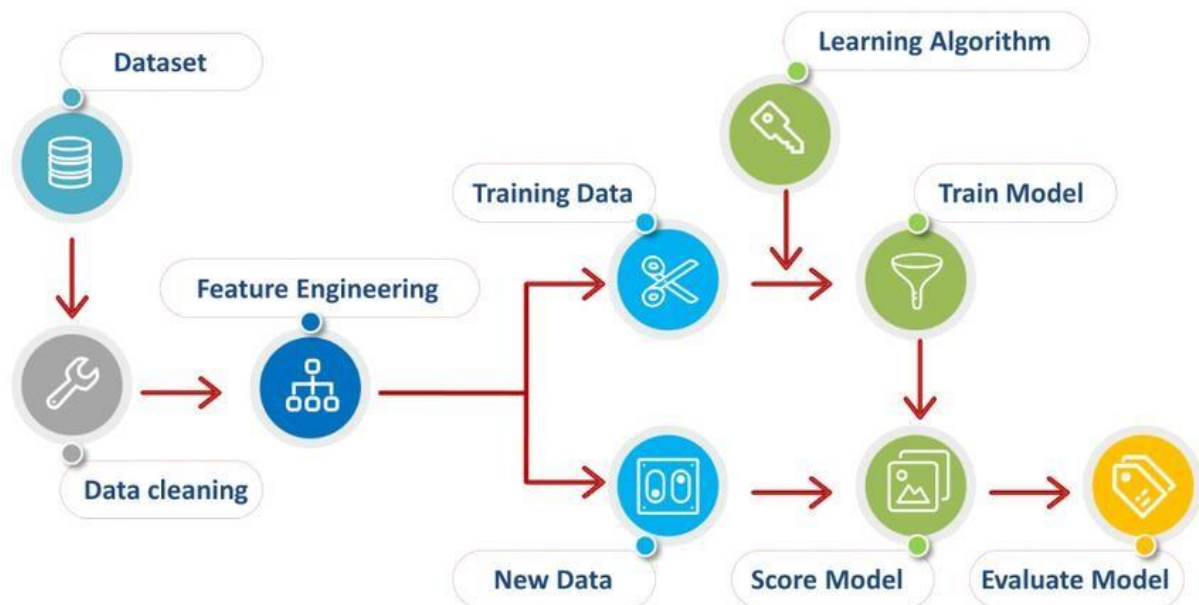 Dataset
Learning Algorithm
Training Data
Train Model
Feature Engineering
Data cleaning
New Data
Score Model
Evaluate Model